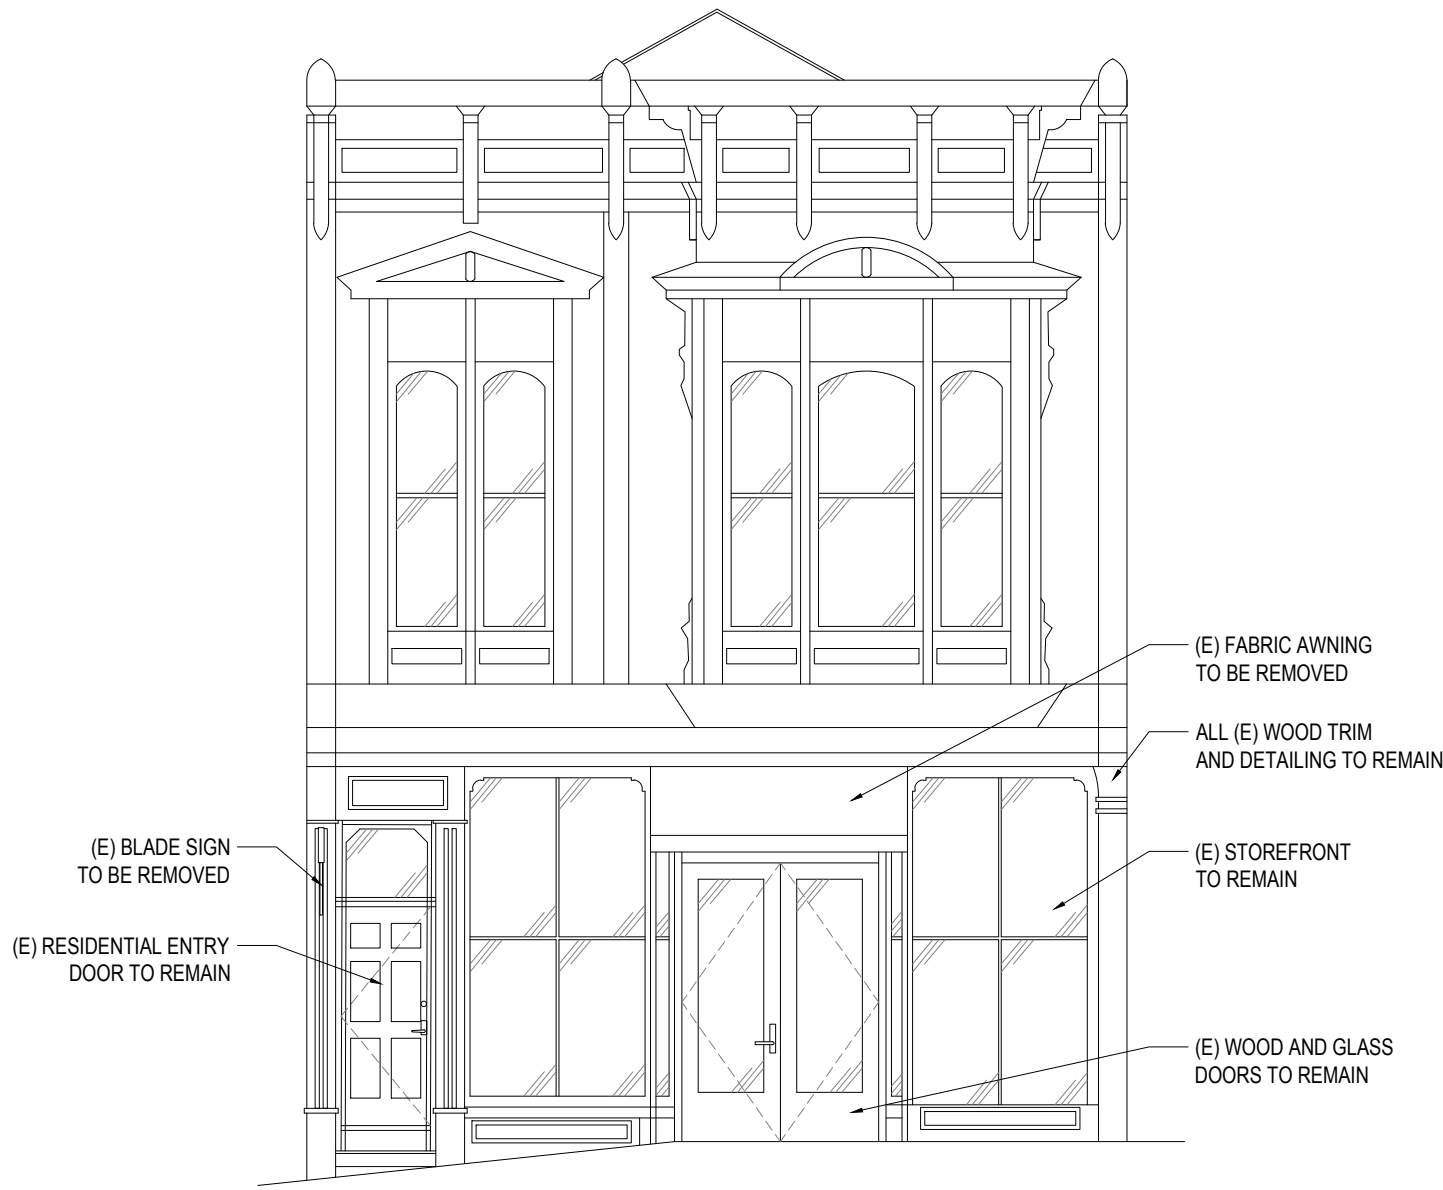 (E) FABRIC AWNING
TO BE REMOVED
ALL (E) WOOD TRIM
AND DETAILING TO REMAIN
(E) BLADE SIGN
TO BE REMOVED
(E) STOREFRONT
TO REMAIN
(E) RESIDENTIAL ENTRY
DOOR TO REMAIN
(E) WOOD AND GLASS
DOORS TO REMAIN